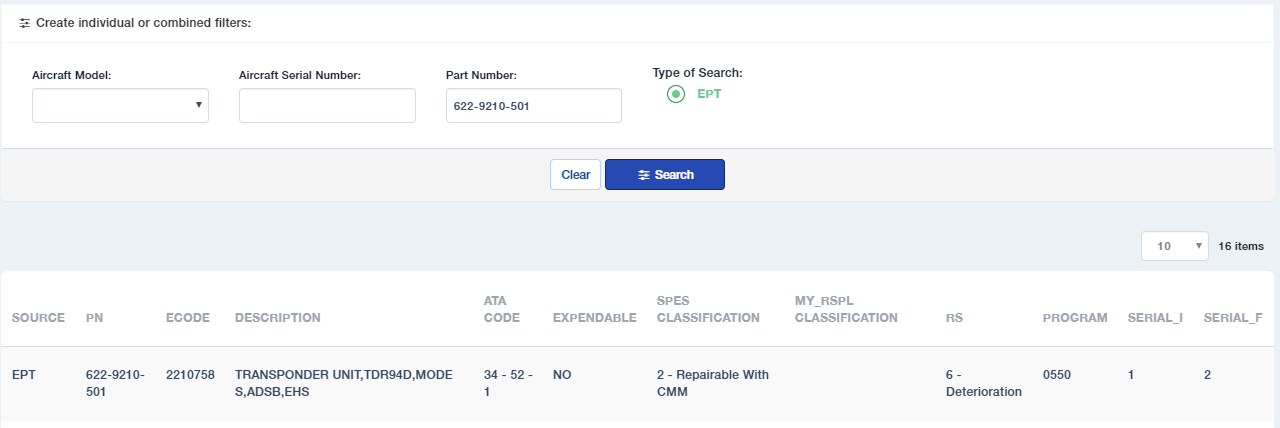 Create individual or combined filters:
Aircraft Model:
Aircraft Serial Number:
Part Number:
Type of Search:
622-9210-501
EPT
Clear
Search
10
16 items
SOURCE PN ECODE DESCRIPTION ATA CODE EXPENDABLE SPES CLASSIFICATION MY_RSPL CLASSIFICATION RS PROGRAM SERIAL_I SERIAL_F
EPT 622-9210-501 2210758 TRANSPONDER UNIT,TDR94D,MODE S,ADSB,EHS 34 - 52 - 1 NO 2 - Repairable With CMM 6 - Deterioration 0550 1 2